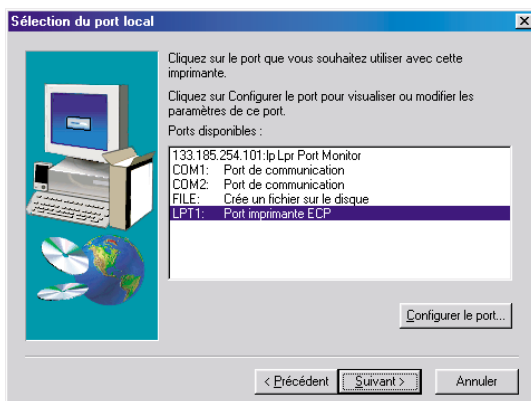 Sélection du port local
Cliquez sur le port que vous souhaitez utiliser avec cette
imprimante.
Cliquez sur Configurer le port pour visualiser ou modifier les
paramètres de ce port.
Ports disponibles :
133.185.254.101:lp Lpr Port Monitor
COM1: Port de communication
COM2: Port de communication
FILE: Crée un fichier sur le disque
LPT1: Port imprimante ECP
Configurer le port...
< Précédent
Suivant >
Annuler